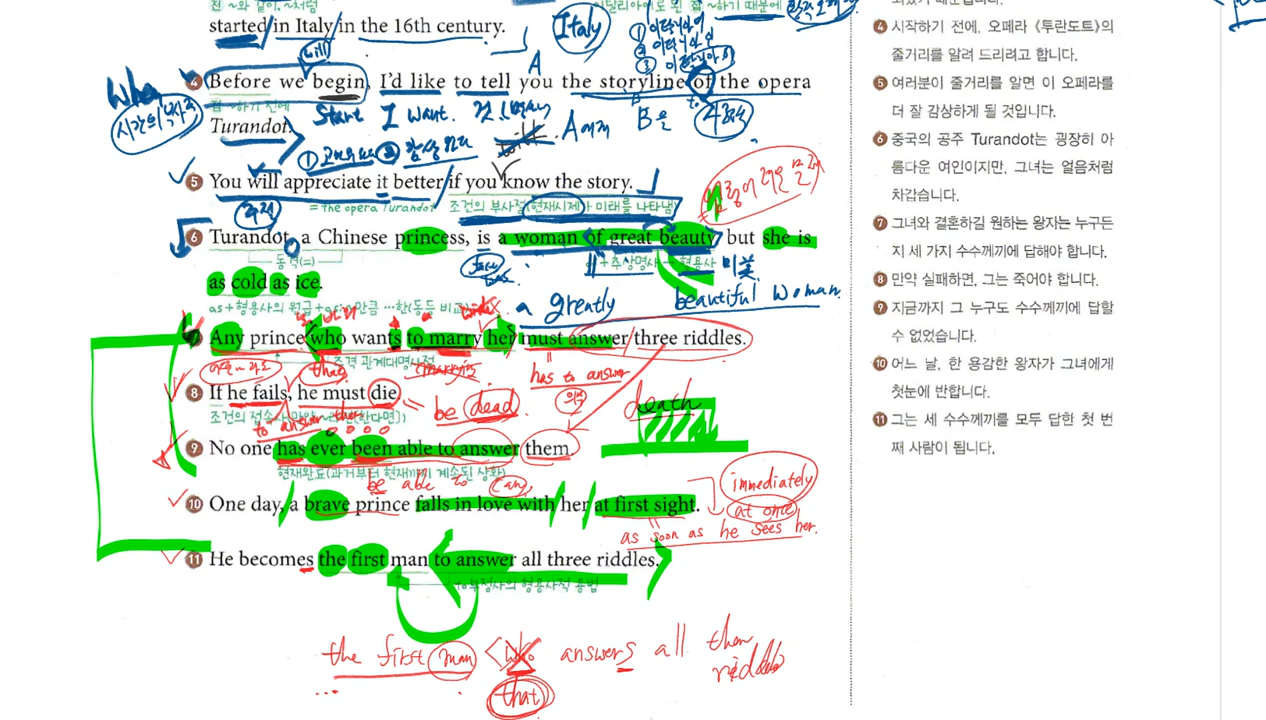 started in Italy in the 16th century.
Italy
A
will
④ Before we begin, I'd like to tell you the storyline of the opera
When
접 ~하기 전에
시간의 부사절
Start I want.
A에게 B를
Turandot.
⑤ You will appreciate it better if you know the story.
= the opera Turandot 조건의 부사절(현재시제가 미래를 나타냄)
⑥ Turandot, a Chinese princess, is a woman of great beauty, but she is
동격(=)
of+추상명사 = 형용사
as cold as ice.
a greatly beautiful woman.
⑦ Any prince who wants to marry her must answer three riddles.
주격 관계대명사절
that
has to answer
⑧ If he fails, he must die
= be dead
death
to answer them
⑨ No one has ever been able to answer them.
현재완료(과거부터 현재까지 계속된 상황)
be able to can
immediately
⑩ One day, a brave prince falls in love with her at first sight.
at once
as soon as he sees her.
⑪ He becomes the first man to answer all three riddles.
to부정사의 형용사적 용법
the first man who answers all three riddles
that
④ 시작하기 전에, 오페라 〈투란도트〉의
줄거리를 알려 드리려고 합니다.
⑤ 여러분이 줄거리를 알면 이 오페라를
더 잘 감상하게 될 것입니다.
⑥ 중국의 공주 Turandot는 굉장히 아
름다운 여인이지만, 그녀는 얼음처럼
차갑습니다.
⑦ 그녀와 결혼하길 원하는 왕자는 누구든
지 세 가지 수수께끼에 답해야 합니다.
⑧ 만약 실패하면, 그는 죽어야 합니다.
⑨ 지금까지 그 누구도 수수께끼에 답할
수 없었습니다.
⑩ 어느 날, 한 용감한 왕자가 그녀에게
첫눈에 반합니다.
⑪ 그는 세 수수께끼를 모두 답한 첫 번
째 사람이 됩니다.